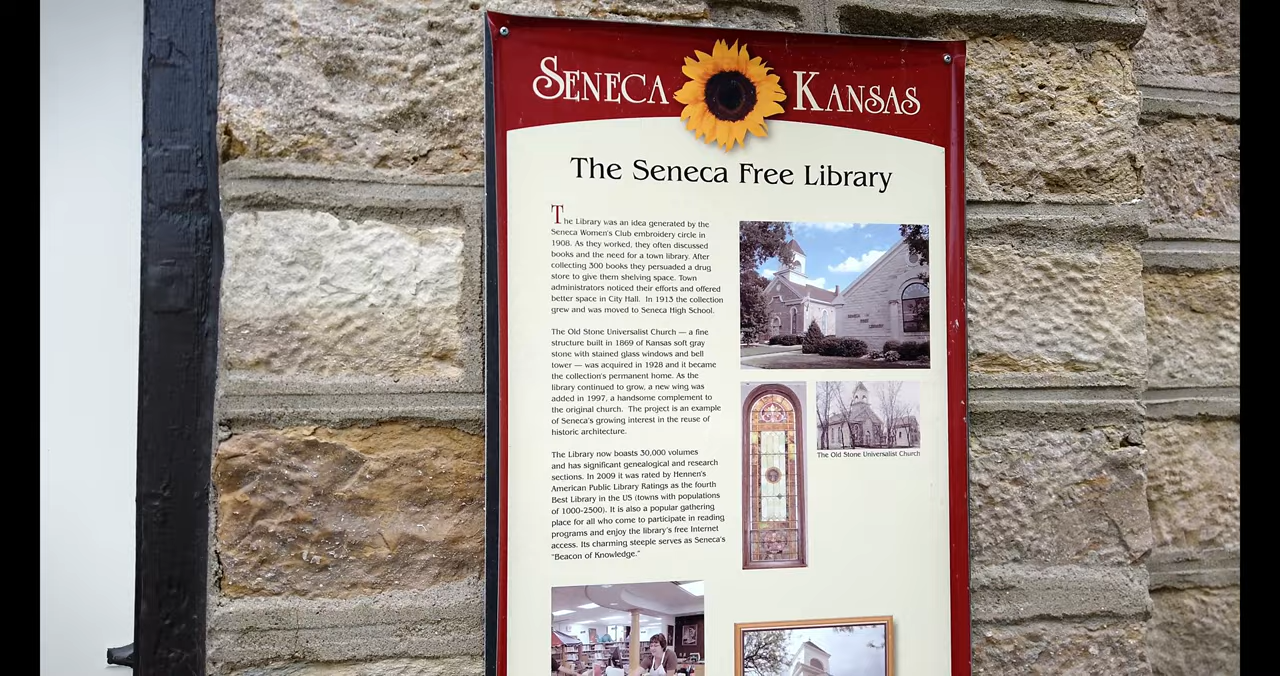 SENECA KANSAS
The Seneca Free Library
The Library was an idea generated by the
Seneca Women's Club embroidery circle in
1908. As they worked, they often discussed
books and the need for a town library. After
collecting 300 books they persuaded a drug
store to give them shelving space. Town
administrators noticed their efforts and offered
better space in City Hall. In 1913 the collection
grew and was moved to Seneca High School.
The Old Stone Universalist Church — a fine
structure built in 1869 of Kansas soft gray
stone with stained glass windows and bell
tower — was acquired in 1928 and it became
the collection's permanent home. As the
library continued to grow, a new wing was
added in 1997, a handsome complement to
the original church. The project is an example
of Seneca's growing interest in the reuse of
historic architecture.
The Library now boasts 30,000 volumes
and has significant genealogical and research
sections. In 2009 it was rated by Hennen's
American Public Library Ratings as the fourth
Best Library in the US (towns with populations
of 1000-2500). It is also a popular gathering
place for all who come to participate in reading
programs and enjoy the library's free Internet
access. Its charming steeple serves as Seneca's
"Beacon of Knowledge."
The Old Stone Universalist Church